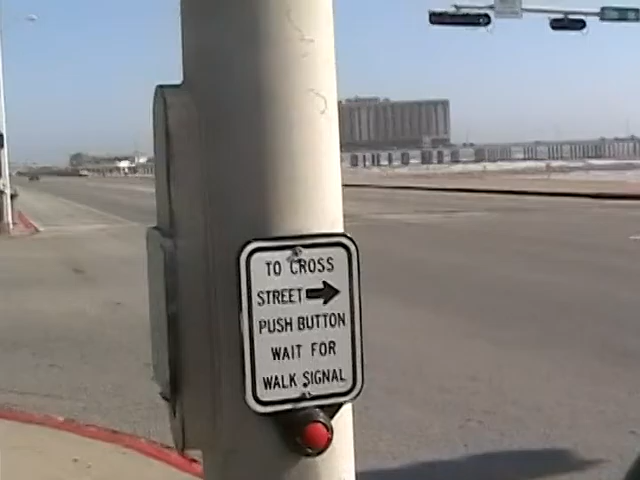 TO CROSS
STREET
PUSH BUTTON
WAIT FOR
WALK SIGNAL